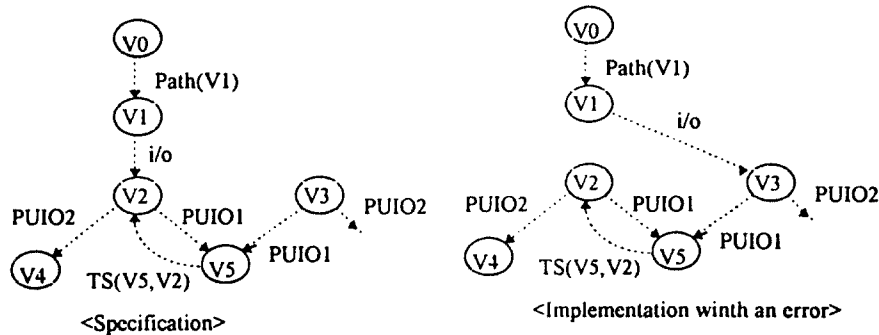 V0
Path(V1)
V1
i/o
V2
V3
PUIO2
PUIO1
PUIO2
PUIO1
V4
V5
TS(V5,V2)
<Specification>
V0
Path(V1)
V1
i/o
V2
V3
PUIO2
PUIO1
PUIO2
PUIO1
V4
V5
TS(V5,V2)
<Implementation winth an error>